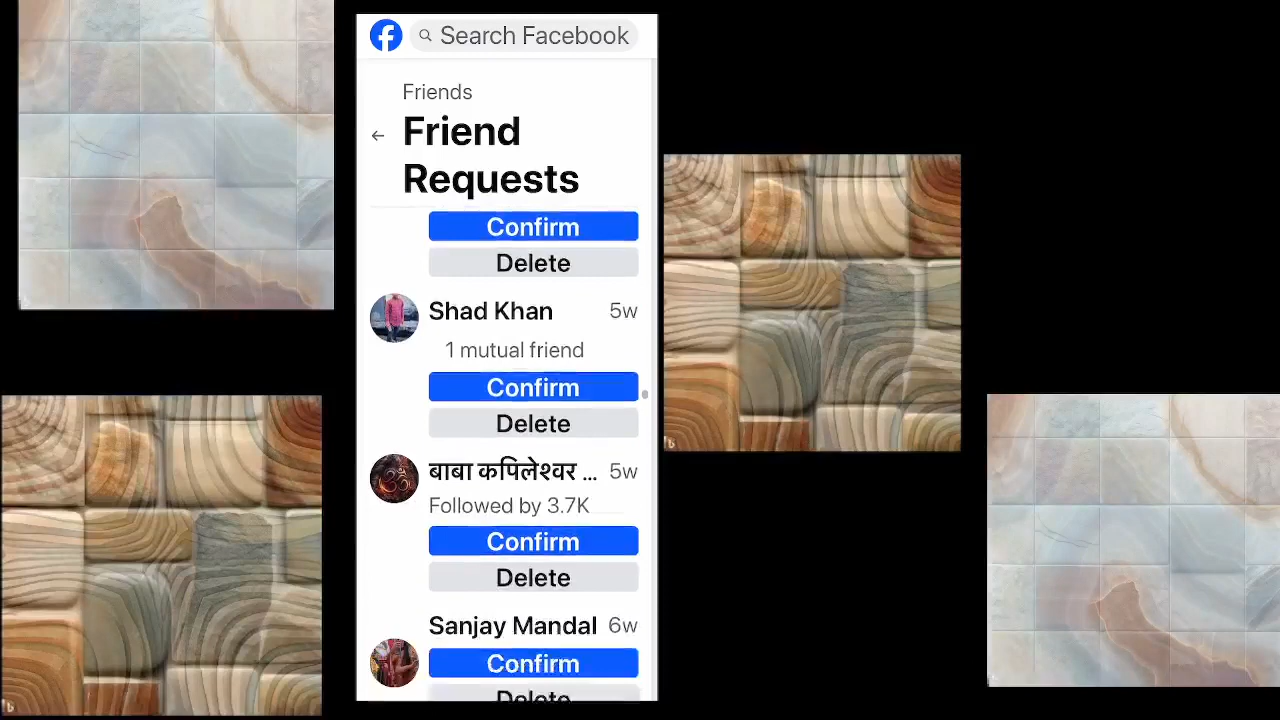 Search Facebook
Friends
Friend
Requests
Confirm
Delete
Shad Khan 5w
1 mutual friend
Confirm
Delete
बाबा कपिलेश्वर ... 5w
Followed by 3.7K
Confirm
Delete
Sanjay Mandal 6w
Confirm
Delete